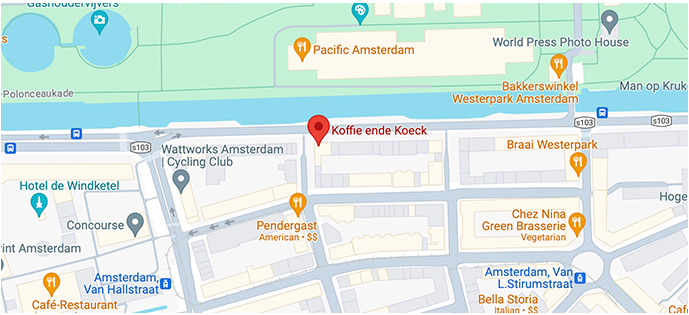 Gashoudervijvers
Pacific Amsterdam
World Press Photo House
Bakkerswinkel
Westerpark Amsterdam
Man op Kruk
Polonceaukade
s103
Koffie ende Koeck
s103
s103
Wattworks Amsterdam
| Cycling Club
Braai Westerpark
Hotel de Windketel
Concourse
Pendergast
American • $$
Chez Nina
Green Brasserie
Vegetarian
Hoge
rint Amsterdam
Amsterdam,
Van Hallstraat
Amsterdam, Van
L.Stirumstraat
Café-Restaurant
Bella Storia
Italian • $$